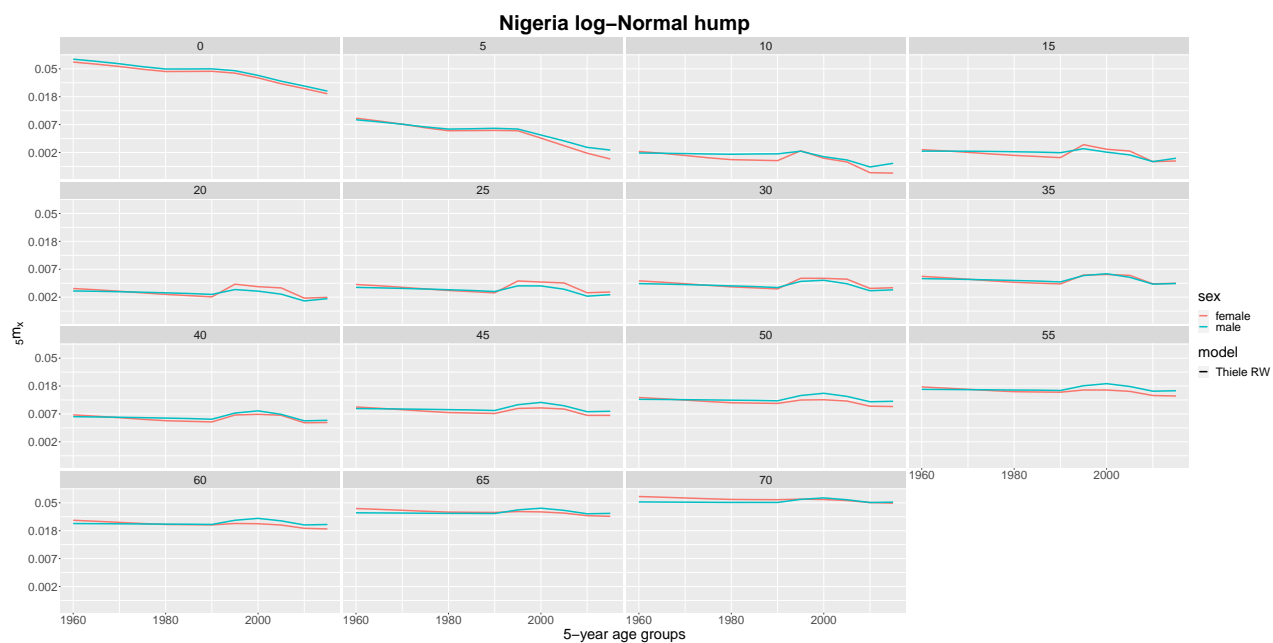 Nigeria log–Normal hump
0 5 10 15
0.05
0.018
0.007
0.002
20 25 30 35
0.05
0.018
0.007
0.002
40 45 50 55
0.05
0.018
0.007
0.002
1960 1980 2000
60 65 70
0.05
0.018
0.007
0.002
1960 1980 2000 1960 1980 2000 1960 1980 2000
5−year age groups
5mx
sex
female
male
model
Thiele RW